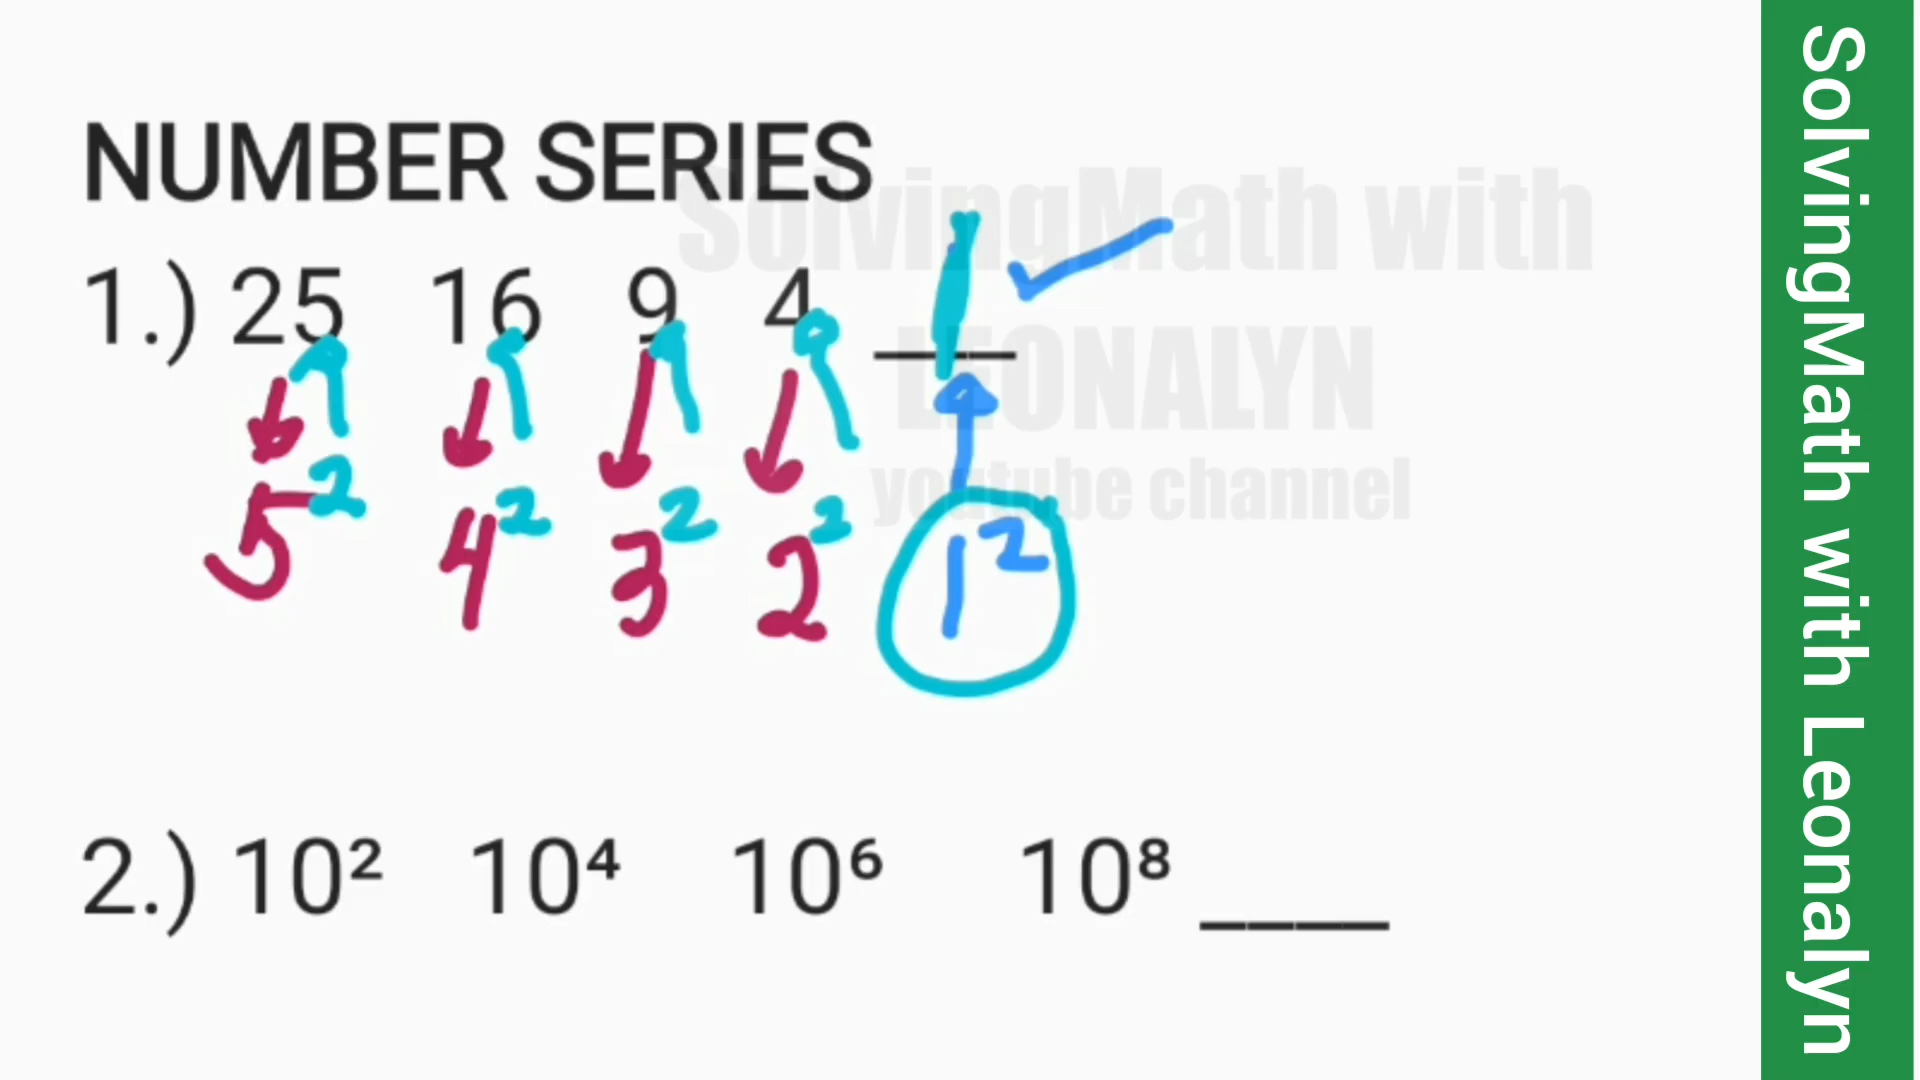 NUMBER SERIES
SolvingMath with
LEONALYN
youtube channel
1.) 25 16 9 4 1
5² 4² 3² 2² 1²
2.) 10² 10⁴ 10⁶ 10⁸ ____
SolvingMath with Leonalyn